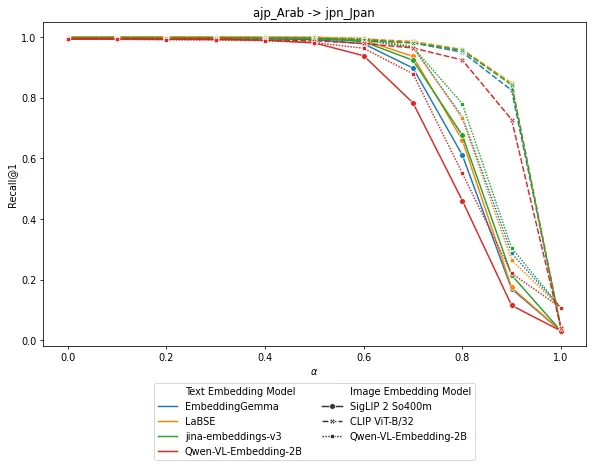 ajp_Arab -> jpn_Jpan
Recall@1
1.0
0.8
0.6
0.4
0.2
0.0
0.0 0.2 0.4 0.6 0.8 1.0
α
Text Embedding Model
EmbeddingGemma
LaBSE
jina-embeddings-v3
Qwen-VL-Embedding-2B
Image Embedding Model
SigLIP 2 So400m
CLIP ViT-B/32
Qwen-VL-Embedding-2B